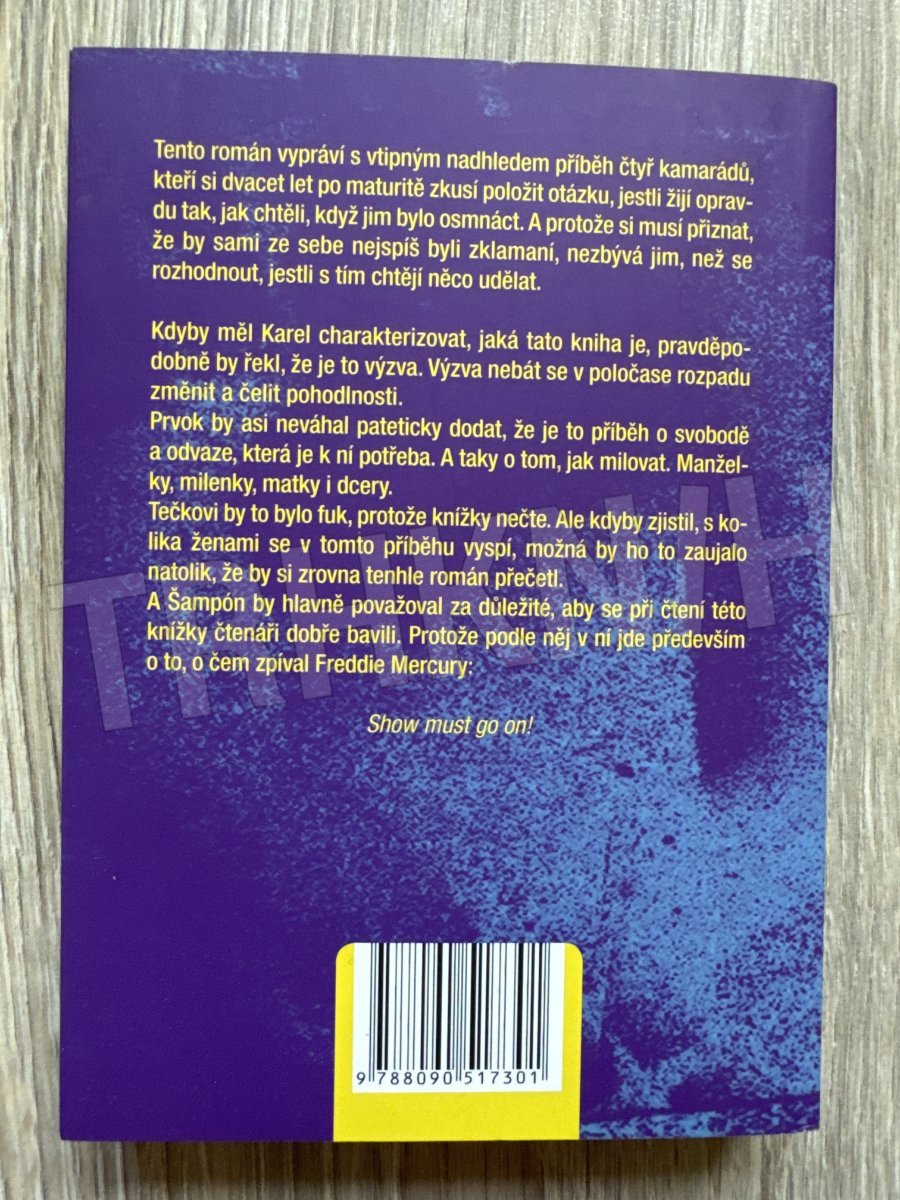 Tento román vypráví s vtipným nadhledem příběh čtyř kamarádů,
kteří si dvacet let po maturitě zkusí položit otázku, jestli žijí oprav-
du tak, jak chtěli, když jim bylo osmnáct. A protože si musí přiznat,
že by sami ze sebe nejspíš byli zklamaní, nezbývá jim, než se
rozhodnout, jestli s tím chtějí něco udělat.
Kdyby měl Karel charakterizovat, jaká tato kniha je, pravděpo-
dobně by řekl, že je to výzva. Výzva nebát se v poločase rozpadu
změnit a čelit pohodlnosti.
Prvok by asi neváhal pateticky dodat, že je to příběh o svobodě
a odvaze, která je k ní potřeba. A taky o tom, jak milovat. Manžel-
ky, milenky, matky i dcery.
Tečkovi by to bylo fuk, protože knížky nečte. Ale kdyby zjistil, s ko-
lika ženami se v tomto příběhu vyspí, možná by ho to zaujalo
natolik, že by si zrovna tenhle román přečetl.
A Šampón by hlavně považoval za důležité, aby se při čtení této
knížky čtenáři dobře bavili. Protože podle něj v ní jde především
o to, o čem zpíval Freddie Mercury:
Show must go on!
9 788090 517301